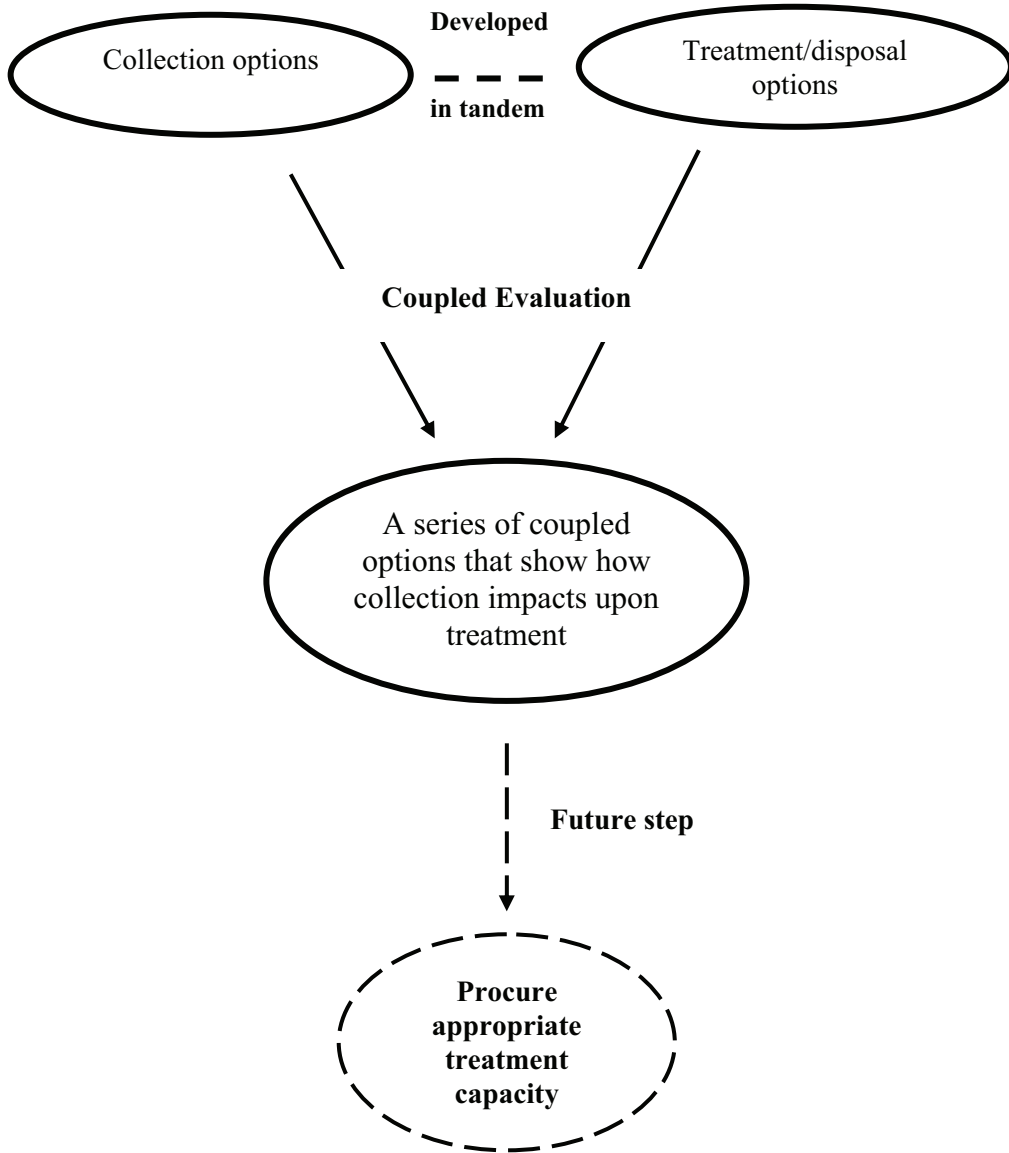 Collection options
Developed
in tandem
Treatment/disposal
options
Coupled Evaluation
A series of coupled
options that show how
collection impacts upon
treatment
Future step
Procure
appropriate
treatment
capacity